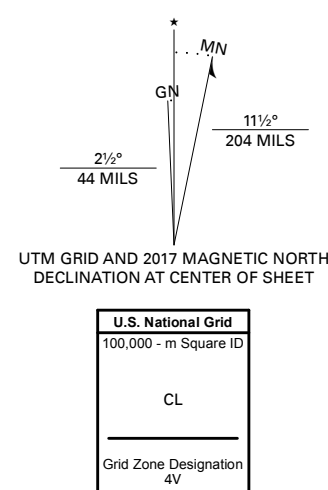 MN
GN
11½°
204 MILS
2½°
44 MILS
UTM GRID AND 2017 MAGNETIC NORTH
DECLINATION AT CENTER OF SHEET
U.S. National Grid
100,000 - m Square ID
CL
Grid Zone Designation
4V